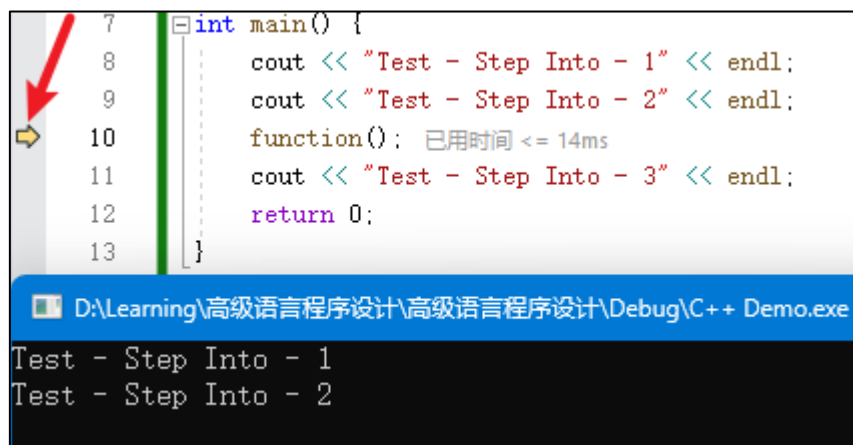 7 int main() {
8 cout << "Test - Step Into - 1" << endl;
9 cout << "Test - Step Into - 2" << endl;
10 function(); 已用时间 <= 14ms
11 cout << "Test - Step Into - 3" << endl;
12 return 0;
13 }
D:\Learning\高级语言程序设计\高级语言程序设计\Debug\C++ Demo.exe
Test - Step Into - 1
Test - Step Into - 2